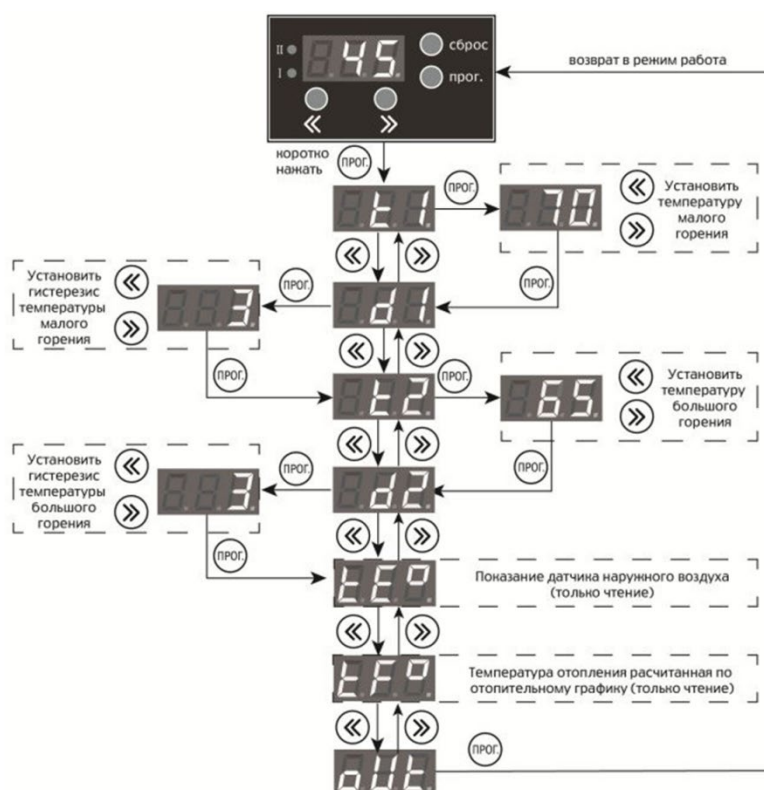 II
45
сброс
I
прог.
возврат в режим работа
коротко
нажать
ПРОГ.
t1
ПРОГ.
70
Установить
температуру
малого
горения
ПРОГ.
Установить
гистерезис
температуры
малого
горения
3
ПРОГ.
d1
ПРОГ.
t2
ПРОГ.
65
Установить
температуру
большого
горения
ПРОГ.
Установить
гистерезис
температуры
большого
горения
3
ПРОГ.
d2
ПРОГ.
tE°
Показание датчика наружного воздуха
(только чтение)
tF°
Температура отопления расчитанная по
отопительному графику (только чтение)
ПРОГ.